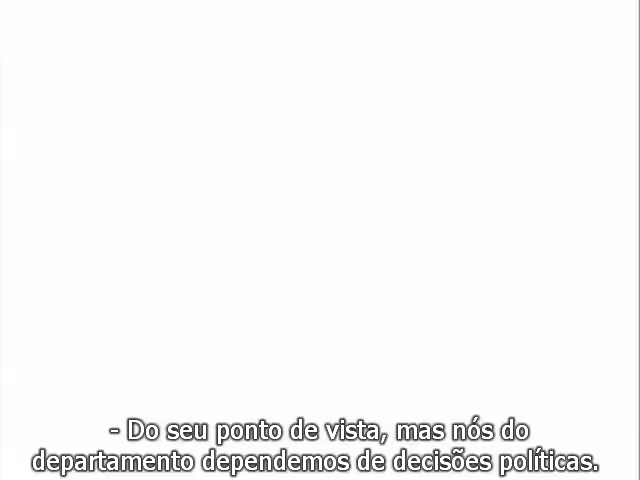 - Do seu ponto de vista, mas nós do
departamento dependemos de decisões políticas.